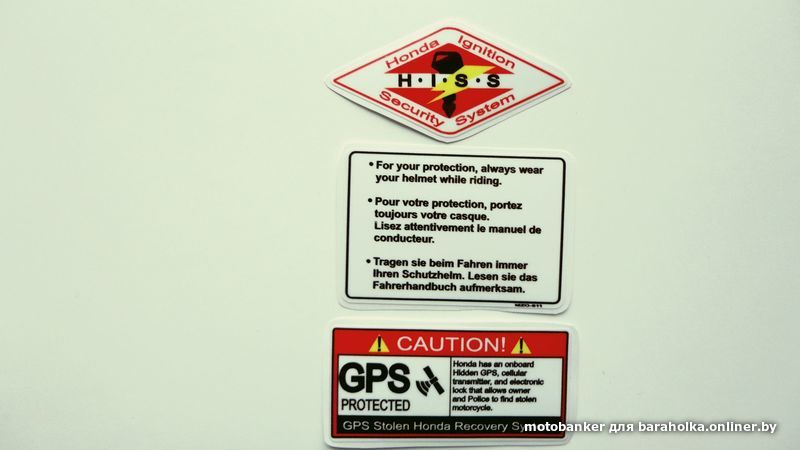 Honda Ignition
H·I·S·S
Security System
• For your protection, always wear
your helmet while riding.
• Pour votre protection, portez
toujours votre casque.
Lisez attentivement le manuel de
conducteur.
• Tragen sie beim Fahren immer
Ihren Schutzhelm. Lesen sie das
Fahrerhandbuch aufmerksam.
CAUTION!
GPS
PROTECTED
Honda has an onboard
Hidden GPS, cellular
transmitter, and electronic
lock that allows owner
and Police to find stolen
motorcycle.
GPS Stolen Honda Recovery
motobanker для baraholka.onliner.by